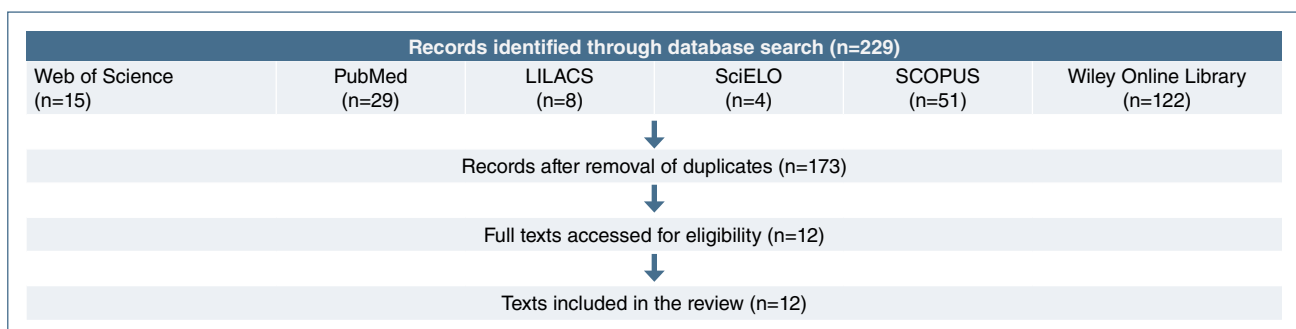 Records identified through database search (n=229)
Web of Science
(n=15)
PubMed
(n=29)
LILACS
(n=8)
SciELO
(n=4)
SCOPUS
(n=51)
Wiley Online Library
(n=122)
Records after removal of duplicates (n=173)
Full texts accessed for eligibility (n=12)
Texts included in the review (n=12)